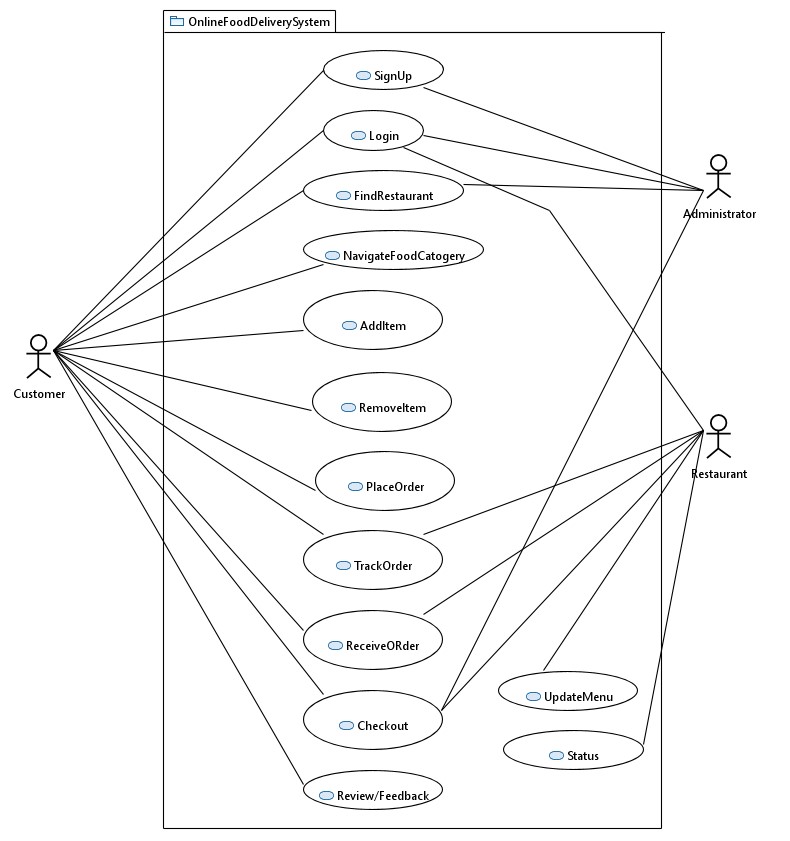 OnlineFoodDeliverySystem
SignUp
Login
FindRestaurant
Administrator
NavigateFoodCatogery
AddItem
Customer
RemoveItem
Restaurant
PlaceOrder
TrackOrder
ReceiveORder
UpdateMenu
Checkout
Status
Review/Feedback